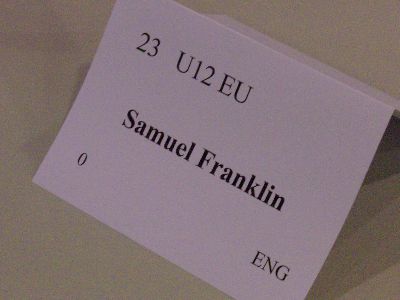 23 U12 EU
Samuel Franklin
0
ENG